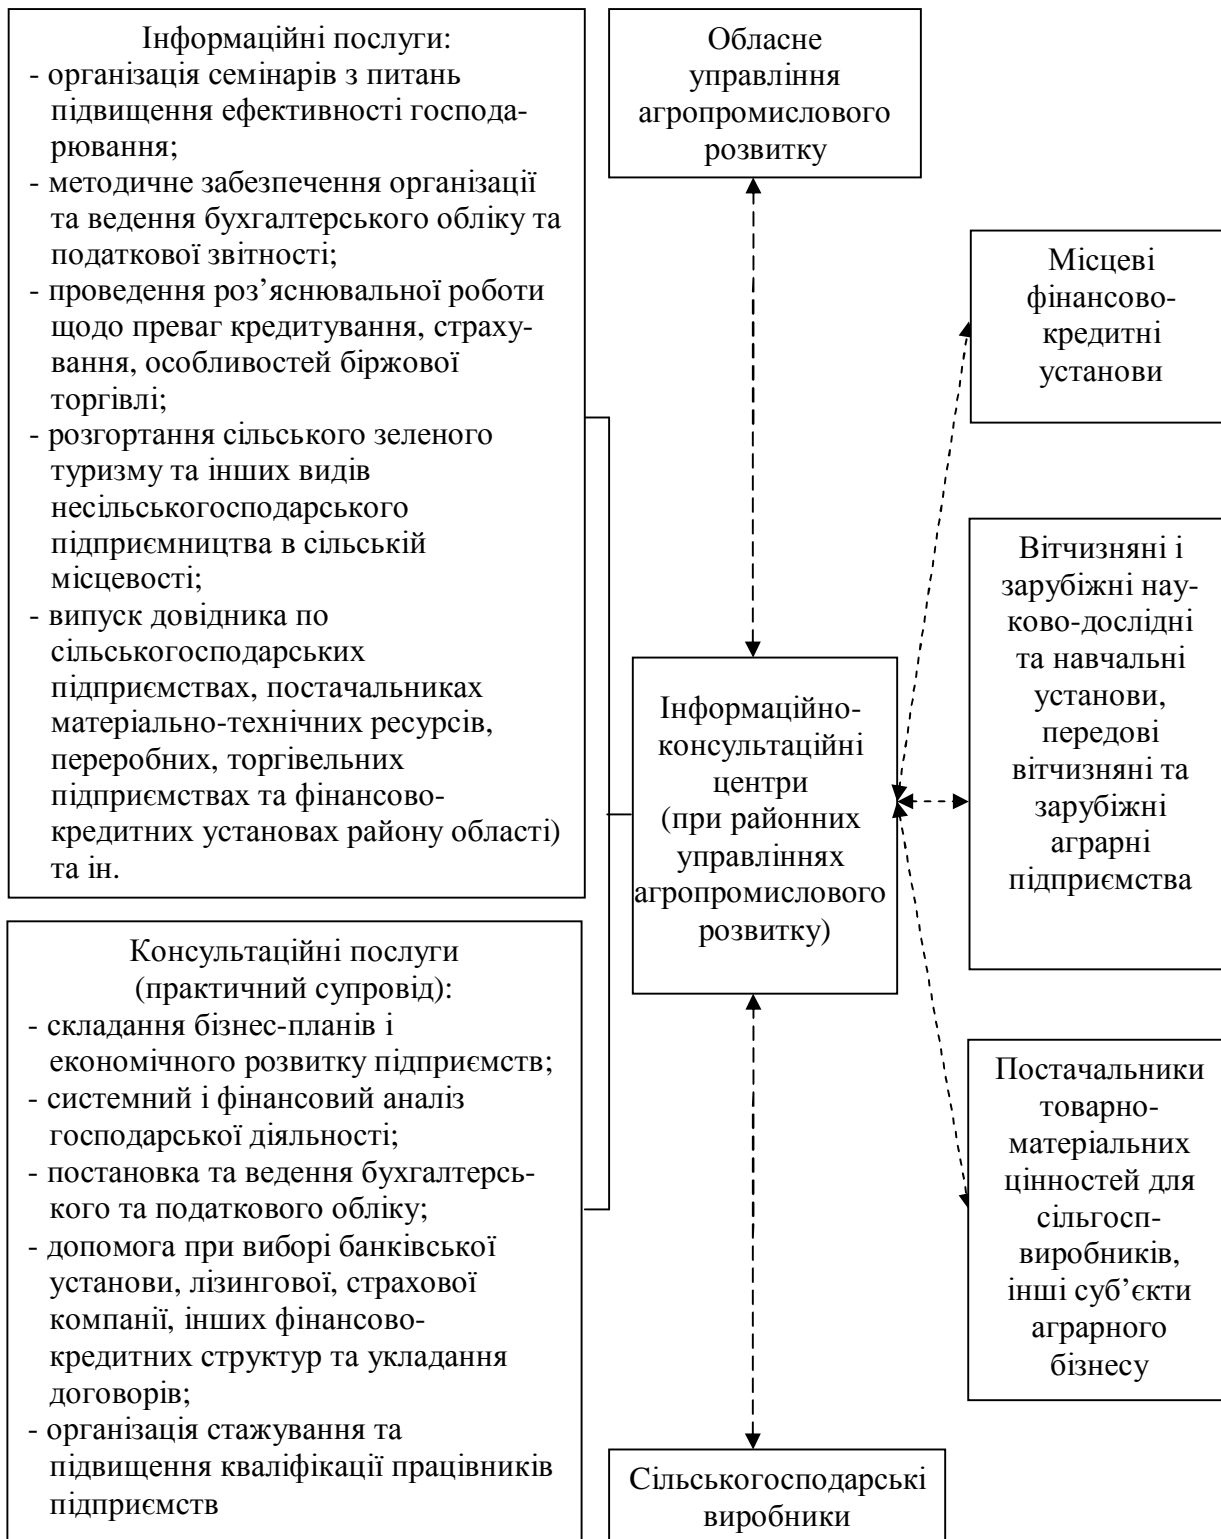 Інформаційні послуги:
- організація семінарів з питань
підвищення ефективності господа-
рювання;
- методичне забезпечення організації
та ведення бухгалтерського обліку та
податкової звітності;
- проведення роз’яснювальної роботи
щодо преваг кредитування, страху-
вання, особливостей біржової
торгівлі;
- розгортання сільського зеленого
туризму та інших видів
несільськогосподарського
підприємництва в сільській
місцевості;
- випуск довідника по
сільськогосподарських
підприємствах, постачальниках
матеріально-технічних ресурсів,
переробних, торгівельних
підприємствах та фінансово-
кредитних установах району області)
та ін.
Консультаційні послуги
(практичний супровід):
- складання бізнес-планів і
економічного розвитку підприємств;
- системний і фінансовий аналіз
господарської діяльності;
- постановка та ведення бухгалтерсь-
кого та податкового обліку;
- допомога при виборі банківської
установи, лізингової, страхової
компанії, інших фінансово-
кредитних структур та укладання
договорів;
- організація стажування та
підвищення кваліфікації працівників
підприємств
Обласне
управління
агропромислового
розвитку
Інформаційно-
консультаційні
центри
(при районних
управліннях
агропромислового
розвитку)
Сільськогосподарські
виробники
Місцеві
фінансово-
кредитні
установи
Вітчизняні і
зарубіжні нау-
ково-дослідні
та навчальні
установи,
передові
вітчизняні та
зарубіжні
аграрні
підприємства
Постачальники
товарно-
матеріальних
цінностей для
сільгосп-
виробників,
інші суб’єкти
аграрного
бізнесу